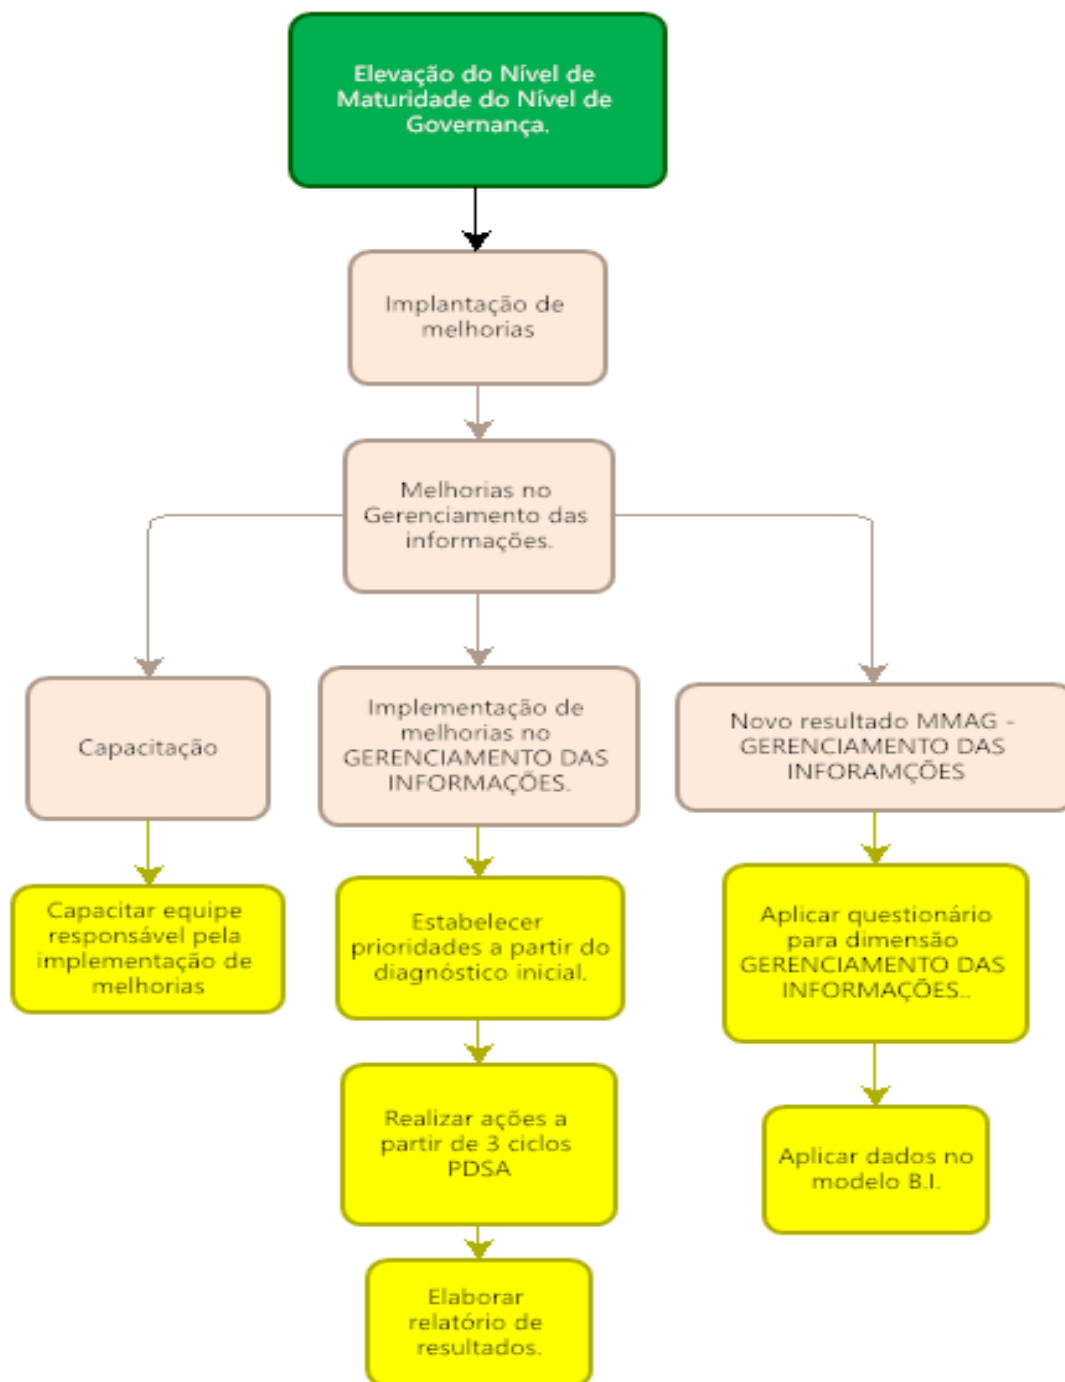 Elevação do Nível de
Maturidade do Nível de
Governança.
Implantação de
melhorias
Melhorias no
Gerenciamento das
informações.
Capacitação
Implementação de
melhorias no
GERENCIAMENTO DAS
INFORMAÇÕES.
Novo resultado MMAG -
GERENCIAMENTO DAS
INFORAMÇÕES
Capacitar equipe
responsável pela
implementação de
melhorias
Estabelecer
prioridades a partir do
diagnóstico inicial.
Aplicar questionário
para dimensão
GERENCIAMENTO DAS
INFORMAÇÕES..
Realizar ações a
partir de 3 ciclos
PDSA
Aplicar dados no
modelo B.I.
Elaborar
relatório de
resultados.